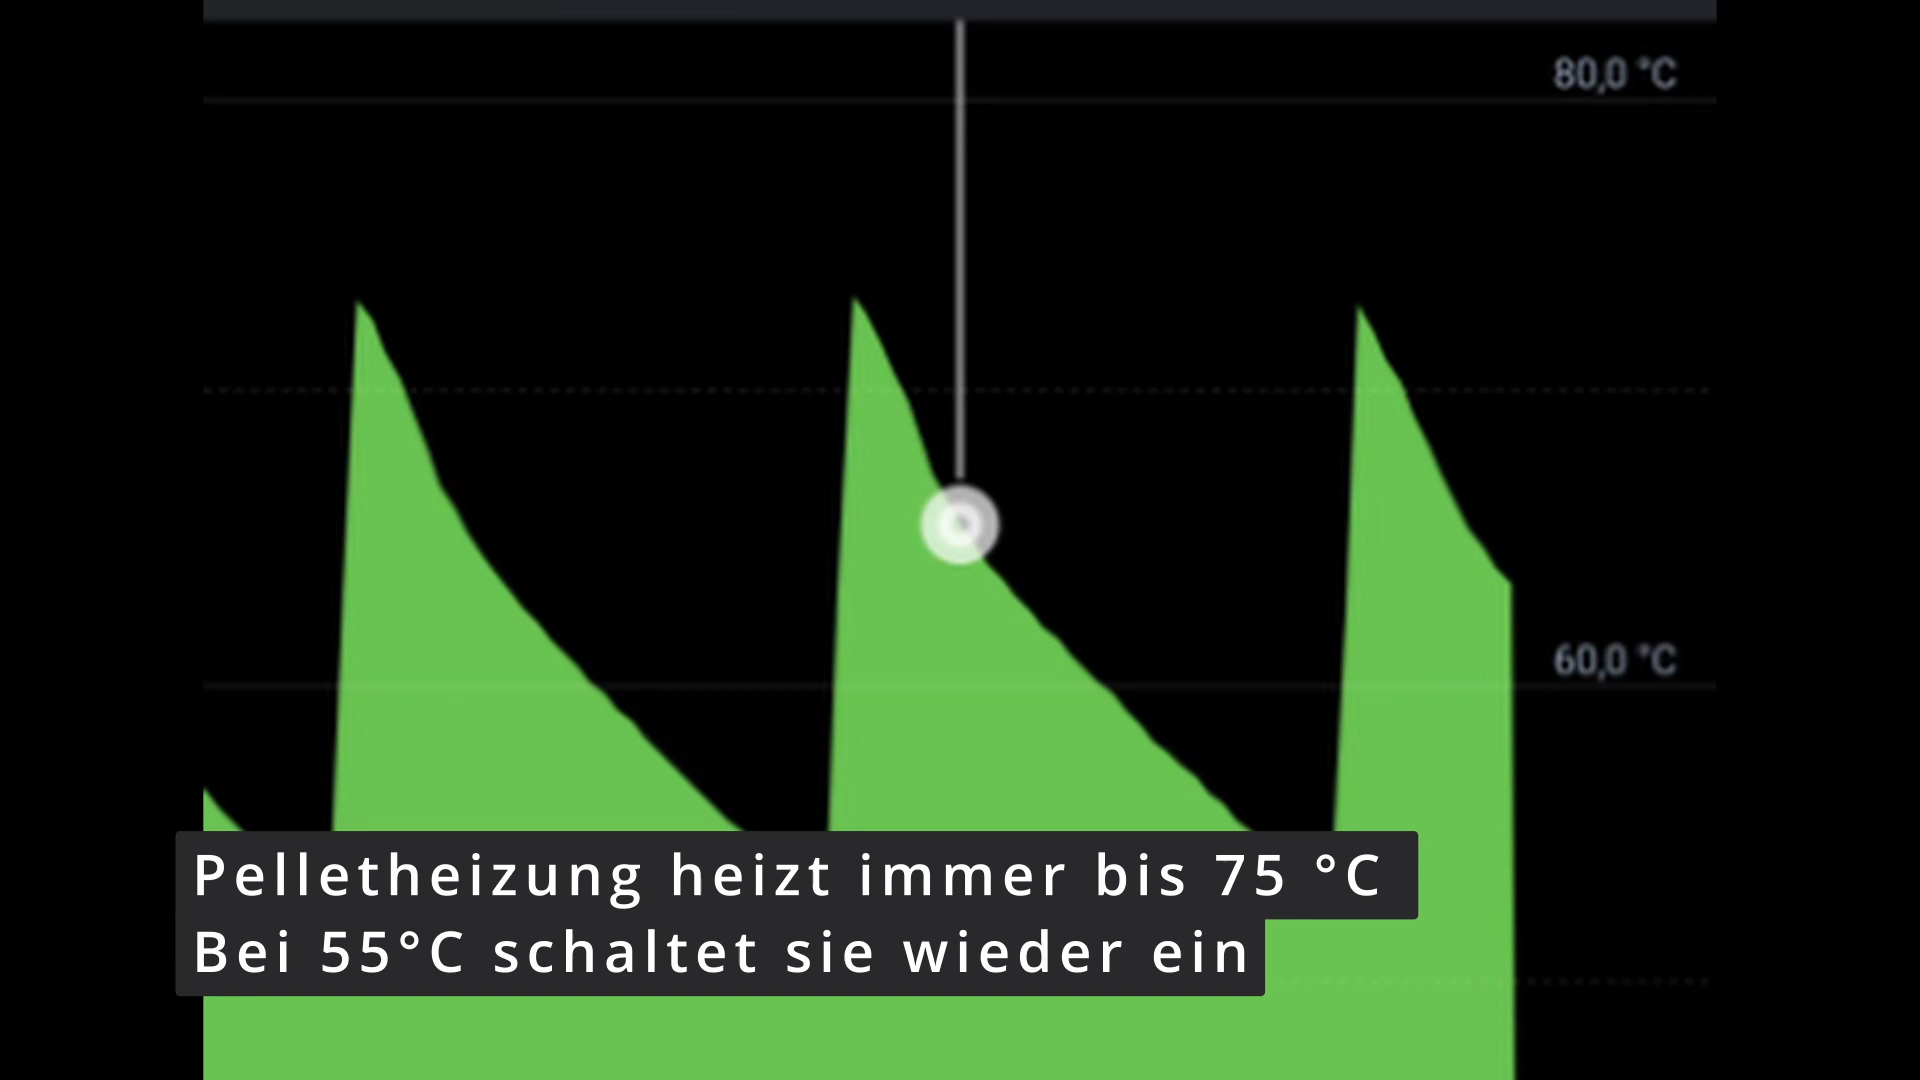 80,0 °C
60,0 °C
Pelletheizung heizt immer bis 75 °C
Bei 55°C schaltet sie wieder ein